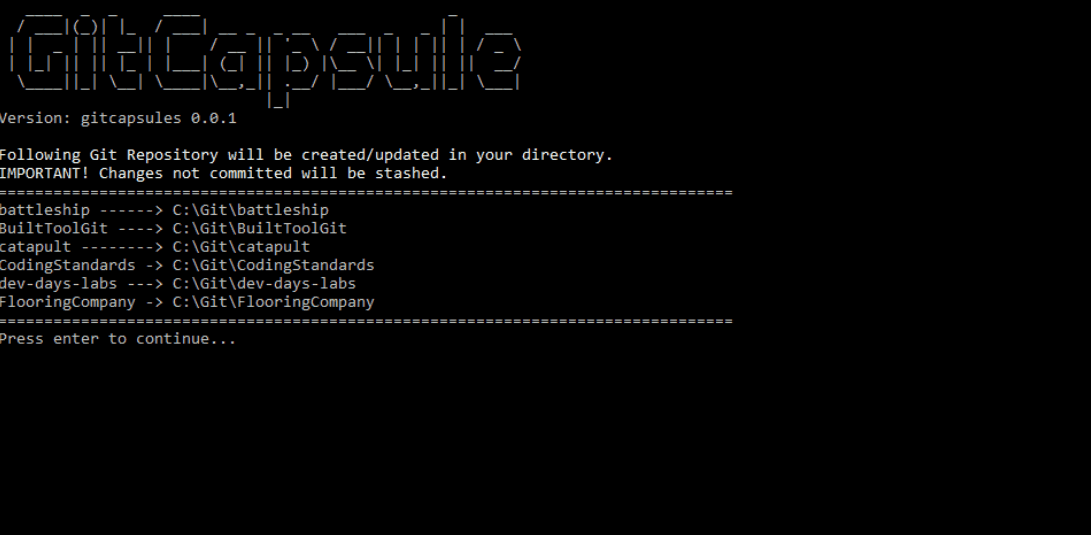 GitCapsule
Version: gitcapsules 0.0.1
Following Git Repository will be created/updated in your directory.
IMPORTANT! Changes not committed will be stashed.
================================================================================
battleship ------> C:\Git\battleship
BuiltToolGit ----> C:\Git\BuiltToolGit
catapult --------> C:\Git\catapult
CodingStandards -> C:\Git\CodingStandards
dev-days-labs ---> C:\Git\dev-days-labs
FlooringCompany -> C:\Git\FlooringCompany
================================================================================
Press enter to continue...